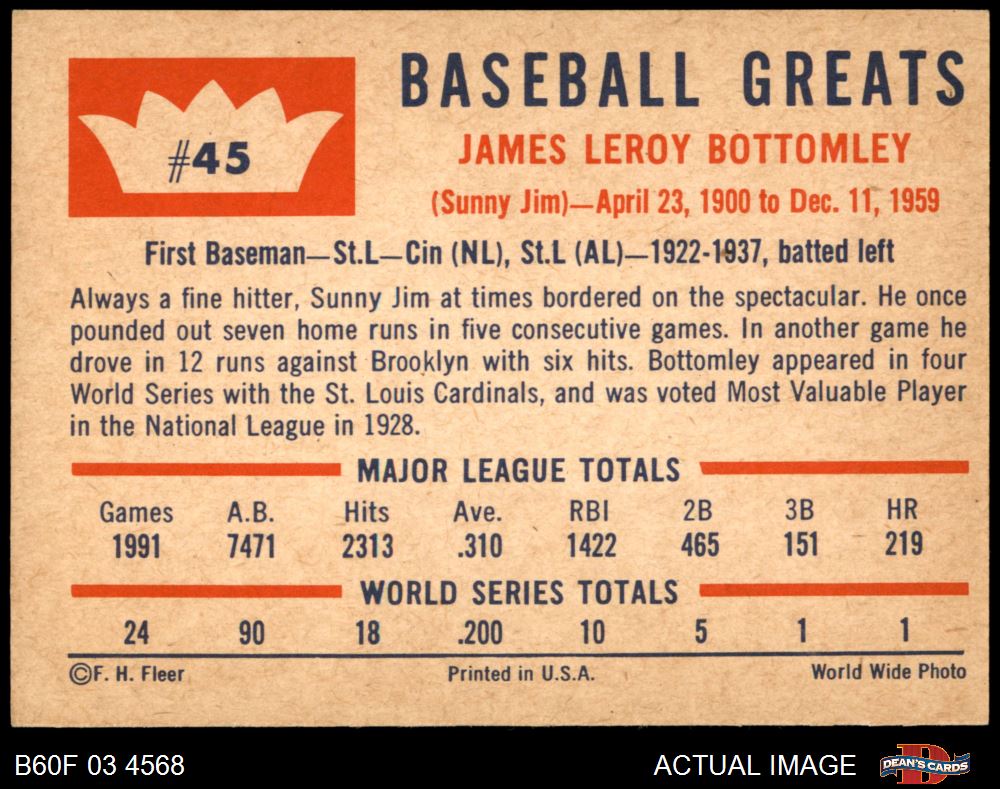 #45
BASEBALL GREATS
JAMES LEROY BOTTOMLEY
(Sunny Jim)—April 23, 1900 to Dec. 11, 1959
First Baseman—St.L—Cin (NL), St.L (AL)—1922-1937, batted left
Always a fine hitter, Sunny Jim at times bordered on the spectacular. He once
pounded out seven home runs in five consecutive games. In another game he
drove in 12 runs against Brooklyn with six hits. Bottomley appeared in four
World Series with the St. Louis Cardinals, and was voted Most Valuable Player
in the National League in 1928.
MAJOR LEAGUE TOTALS
Games A.B. Hits Ave. RBI 2B 3B HR
1991 7471 2313 .310 1422 465 151 219
WORLD SERIES TOTALS
24 90 18 .200 10 5 1 1
©F. H. Fleer Printed in U.S.A. World Wide Photo
B60F 03 4568 ACTUAL IMAGE D DEAN'S CARDS